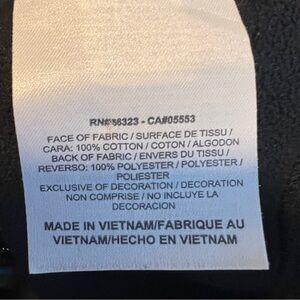 RN#56323 - CA#05553
FACE OF FABRIC / SURFACE DE TISSU /
CARA: 100% COTTON / COTON / ALGODON
BACK OF FABRIC / ENVERS DU TISSU /
REVERSO: 100% POLYESTER / POLYESTER /
POLIESTER
EXCLUSIVE OF DECORATION / DECORATION
NON COMPRISE / NO INCLUYE LA
DECORACION
MADE IN VIETNAM/FABRIQUE AU
VIETNAM/HECHO EN VIETNAM